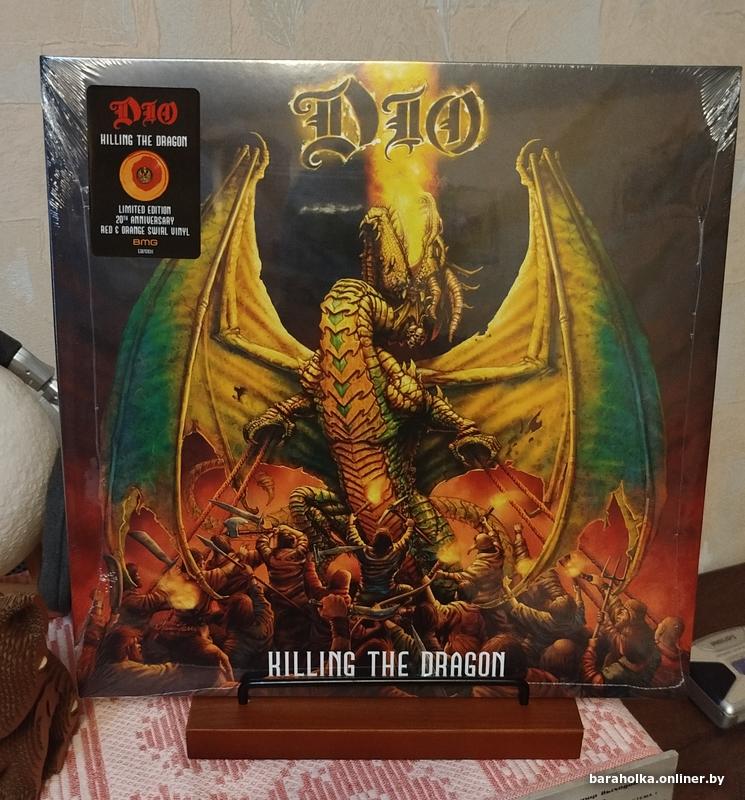 DIO
DIO
KILLING THE DRAGON
LIMITED EDITION
20TH ANNIVERSARY
RED & ORANGE SWIRL VINYL
BMG
KILLING THE DRAGON
baraholka.onliner.by